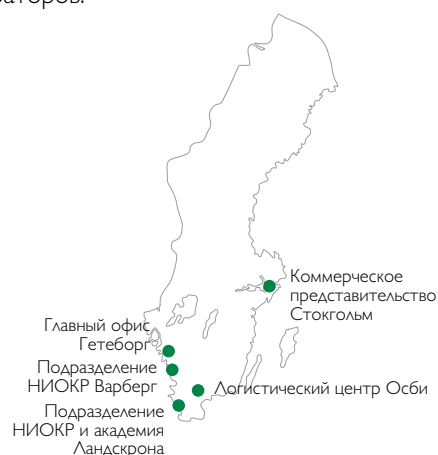 аторов.
Коммерческое
представительство
Стокгольм
Главный офис
Гетеборг
Подразделение
НИОКР Варберг
Логистический центр Осби
Подразделение
НИОКР и академия
Ландскрона